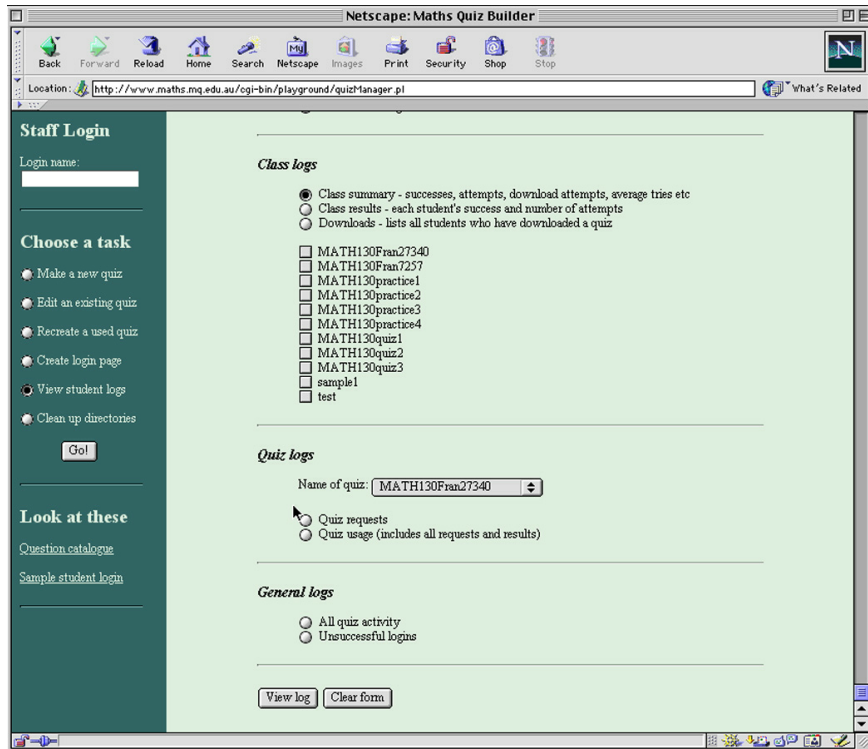 Netscape: Maths Quiz Builder
Back Forward Reload Home Search Netscape Images Print Security Shop Stop
Location: http://www.maths.mq.edu.au/cgi-bin/playground/quizManager.pl What's Related
Staff Login
Login name:
Choose a task
Make a new quiz
Edit an existing quiz
Recreate a used quiz
Create login page
View student logs
Clean up directories
Go!
Look at these
Question catalogue
Sample student login
Class logs
Class summary - successes, attempts, download attempts, average tries etc
Class results - each student's success and number of attempts
Downloads - lists all students who have downloaded a quiz
MATH130Fran27340
MATH130Fran7257
MATH130practice1
MATH130practice2
MATH130practice3
MATH130practice4
MATH130quiz1
MATH130quiz2
MATH130quiz3
sample1
test
Quiz logs
Name of quiz: MATH130Fran27340
Quiz requests
Quiz usage (includes all requests and results)
General logs
All quiz activity
Unsuccessful logins
View log Clear form